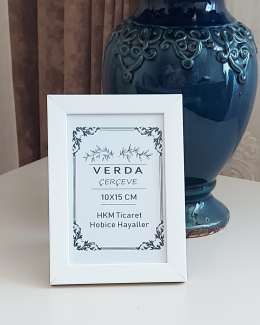 VERDA
ÇERÇEVE
10X15 CM
HKM Ticaret
Hobice Hayaller